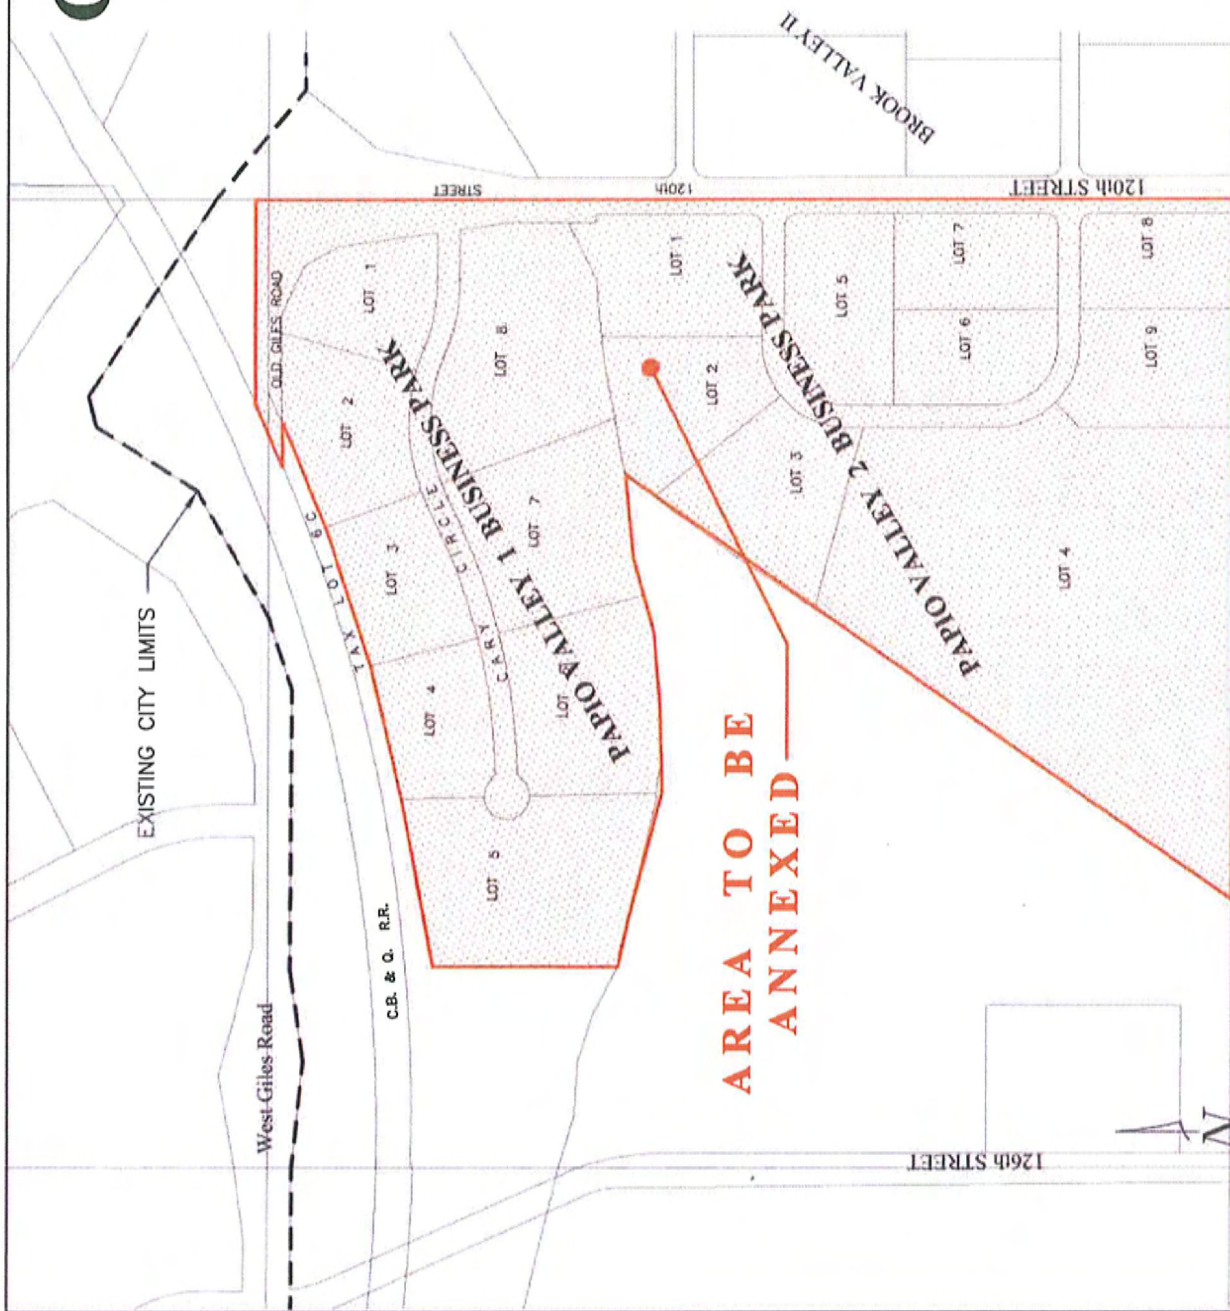 EXISTING CITY LIMITS
West Giles Road
C.B. & Q. R.R.
TAX LOT 6C
OLD GILES ROAD
120th
STREET
120th STREET
126th STREET
BROOK VALLEY II
PAPIO VALLEY 1 BUSINESS PARK
CARY CIRCLE
LOT 1
LOT 2
LOT 3
LOT 4
LOT 5
LOT
LOT 7
LOT 8
PAPIO VALLEY 2 BUSINESS PARK
LOT 1
LOT 2
LOT 3
LOT 4
LOT 5
LOT 6
LOT 7
LOT 8
LOT 9
AREA TO BE
ANNEXED
N